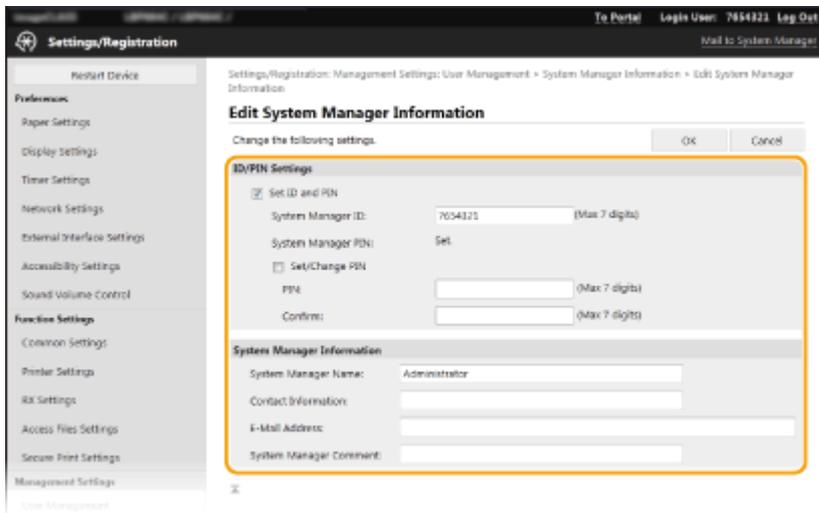 To Portal Login User: 7654321 Log Out
Settings/Registration
Mail to System Manager
Restart Device
Preferences
Paper Settings
Display Settings
Timer Settings
Network Settings
External Interface Settings
Accessibility Settings
Sound Volume Control
Function Settings
Common Settings
Printer Settings
RX Settings
Access Files Settings
Secure Print Settings
Management Settings
User Management
Settings/Registration: Management Settings: User Management > System Manager Information > Edit System Manager
Information
Edit System Manager Information
Change the following settings.
OK Cancel
ID/PIN Settings
Set ID and PIN
System Manager ID: 7654321 (Max 7 digits)
System Manager PIN: Set
Set/Change PIN
PIN: (Max 7 digits)
Confirm: (Max 7 digits)
System Manager Information
System Manager Name: Administrator
Contact Information:
E-Mail Address:
System Manager Comment: